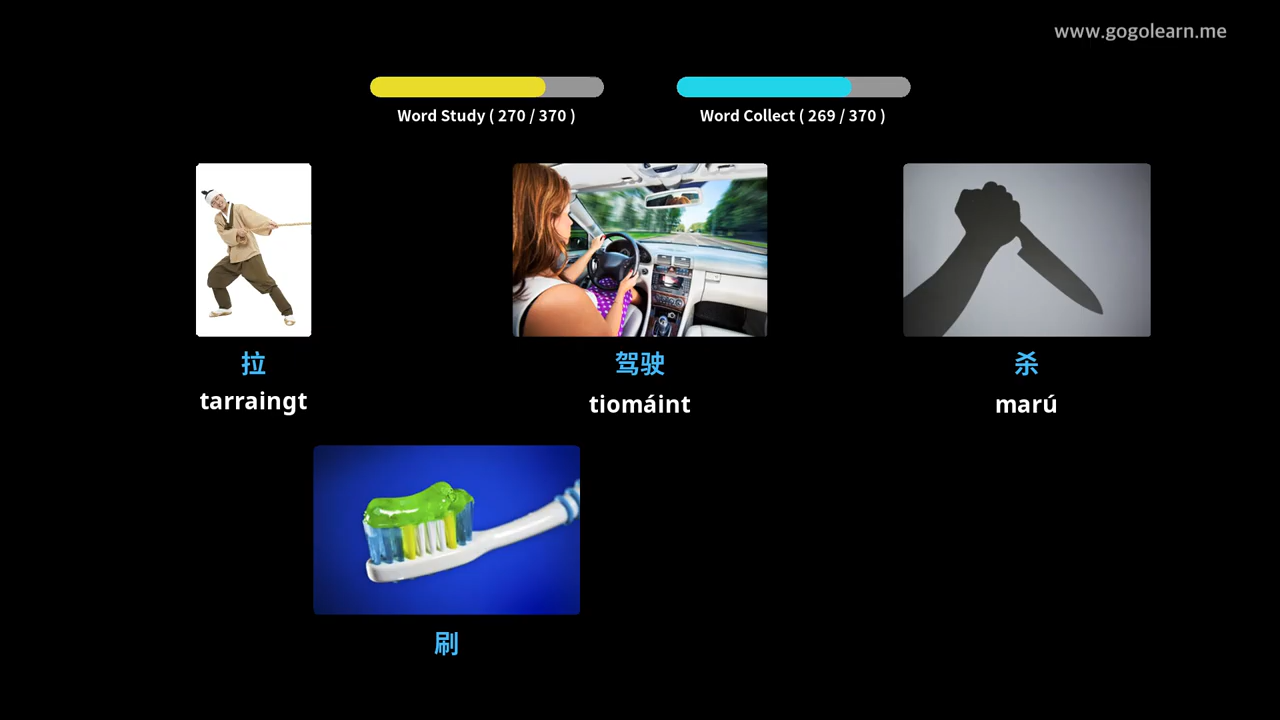 www.gogolearn.me
Word Study ( 270 / 370 )
Word Collect ( 269 / 370 )
拉
tarraingt
驾驶
tiomáint
杀
marú
刷